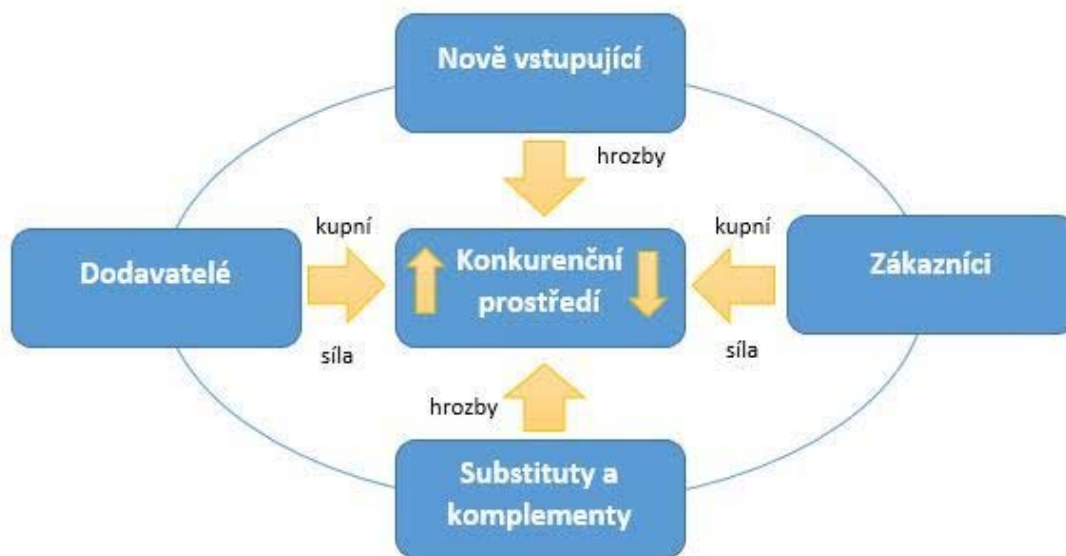 Nově vstupující
hrozby
kupní
kupní
Dodavatelé
Konkurenční
prostředí
Zákazníci
síla
síla
hrozby
Substituty a
komplementy